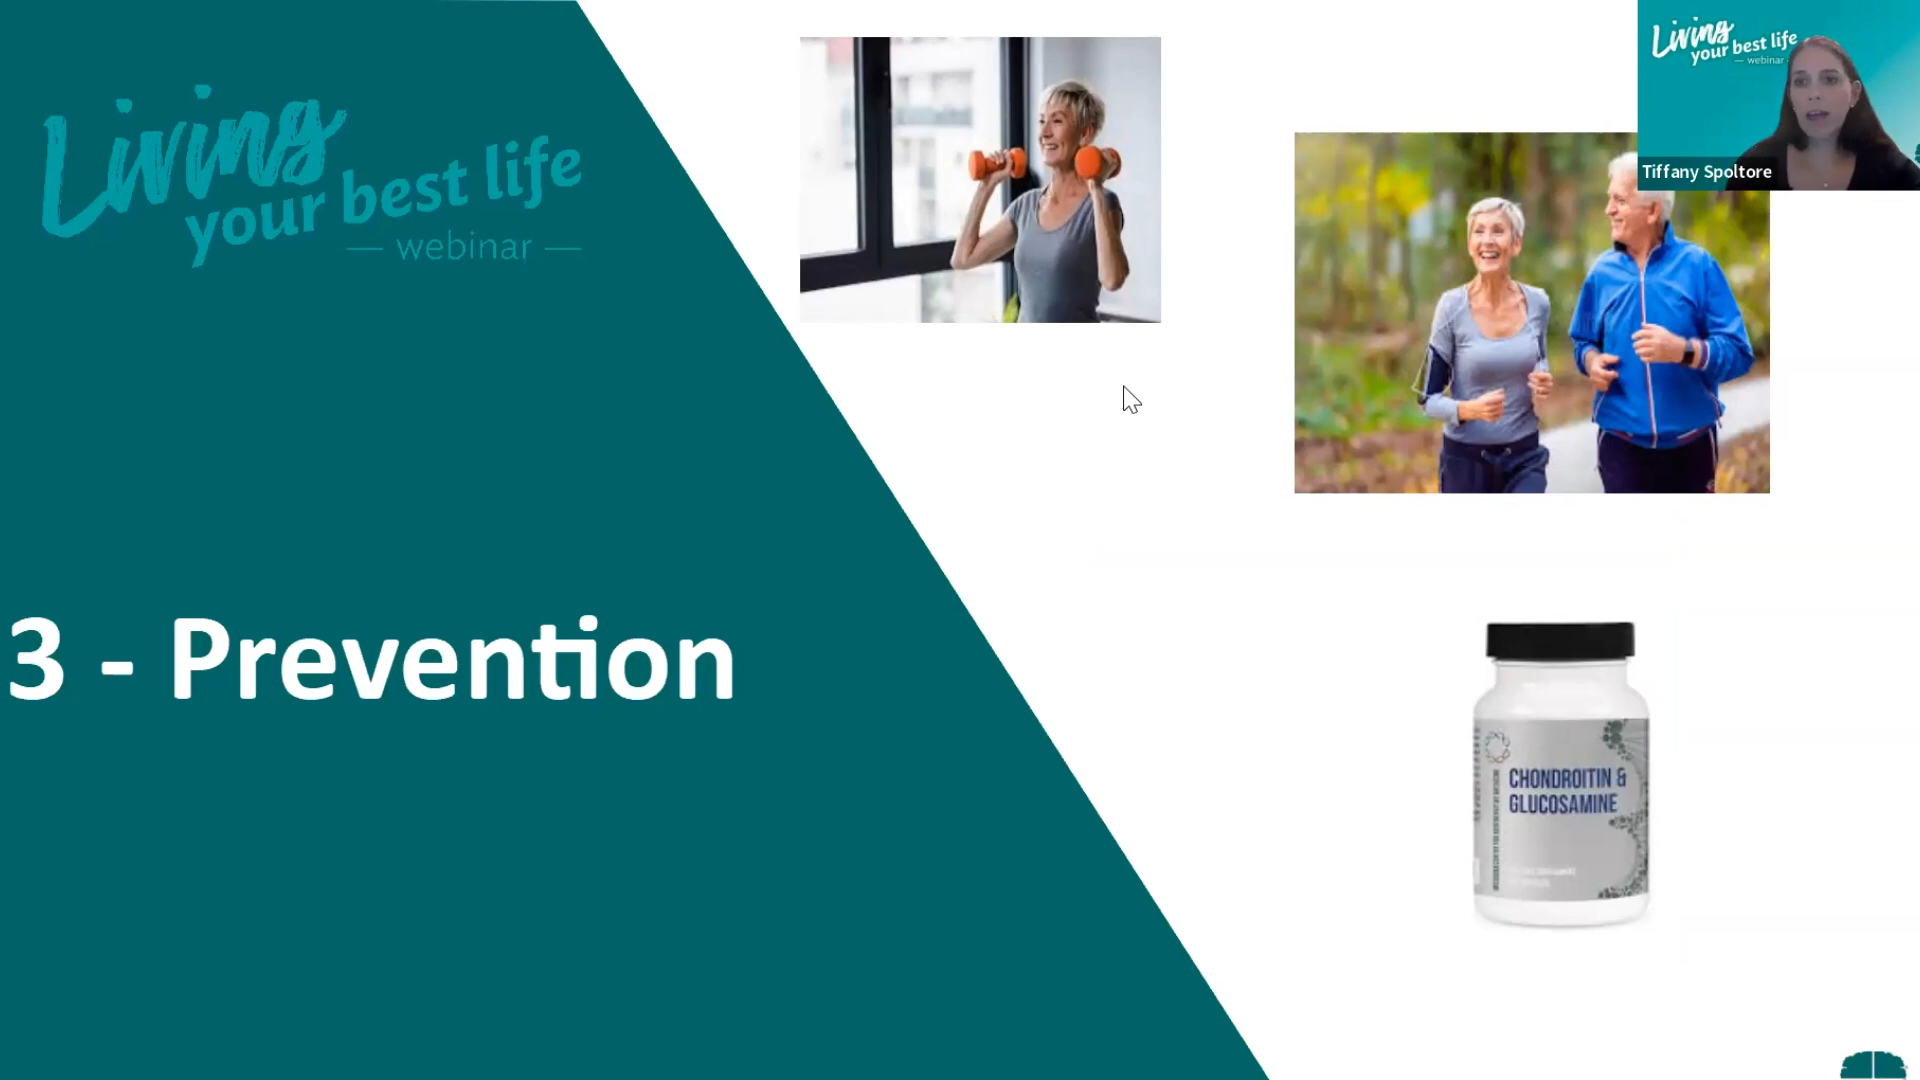 Living
your best life
— webinar —
3 - Prevention
Living
your best life
— webinar —
Tiffany Spoltore
CHONDROITIN &
GLUCOSAMINE